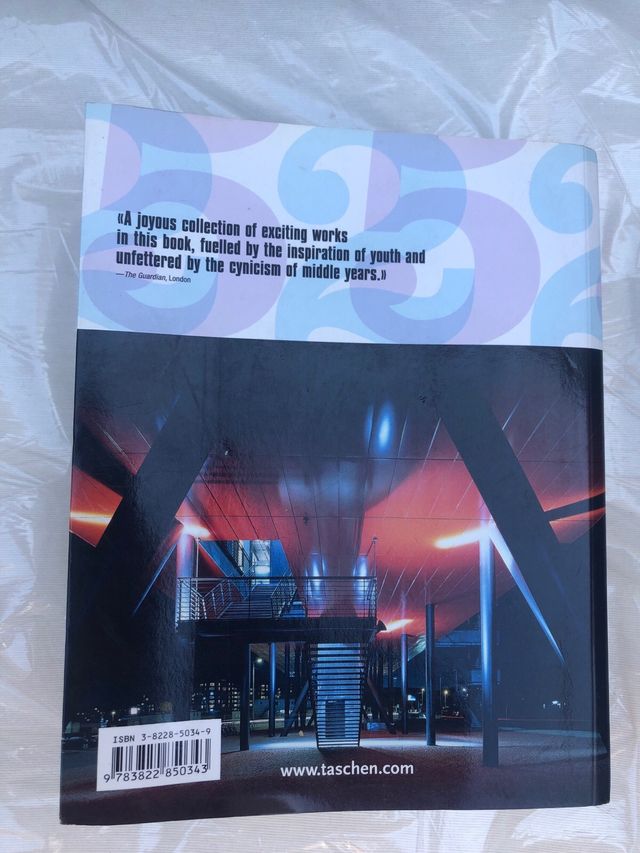 «A joyous collection of exciting works
in this book, fuelled by the inspiration of youth and
unfettered by the cynicism of middle years.»
—The Guardian, London
ISBN 3-8228-5034-9
9 783822 850343
www.taschen.com